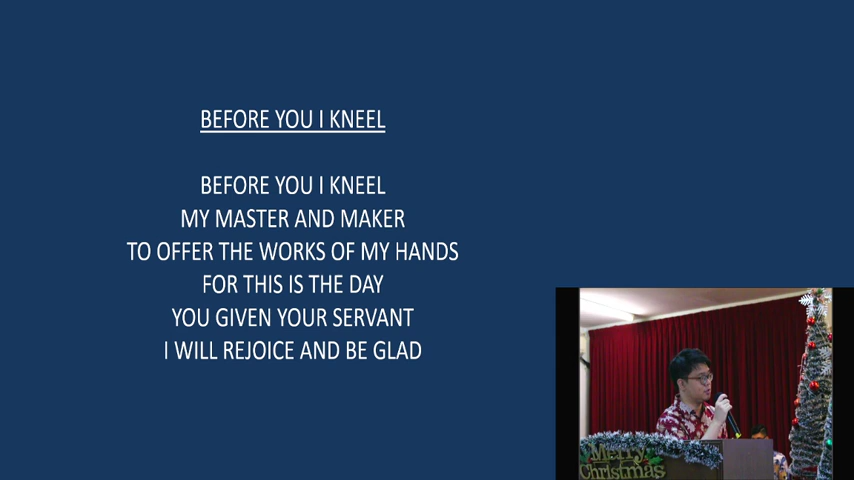 BEFORE YOU I KNEEL
BEFORE YOU I KNEEL
MY MASTER AND MAKER
TO OFFER THE WORKS OF MY HANDS
FOR THIS IS THE DAY
YOU GIVEN YOUR SERVANT
I WILL REJOICE AND BE GLAD
Merry
Christmas